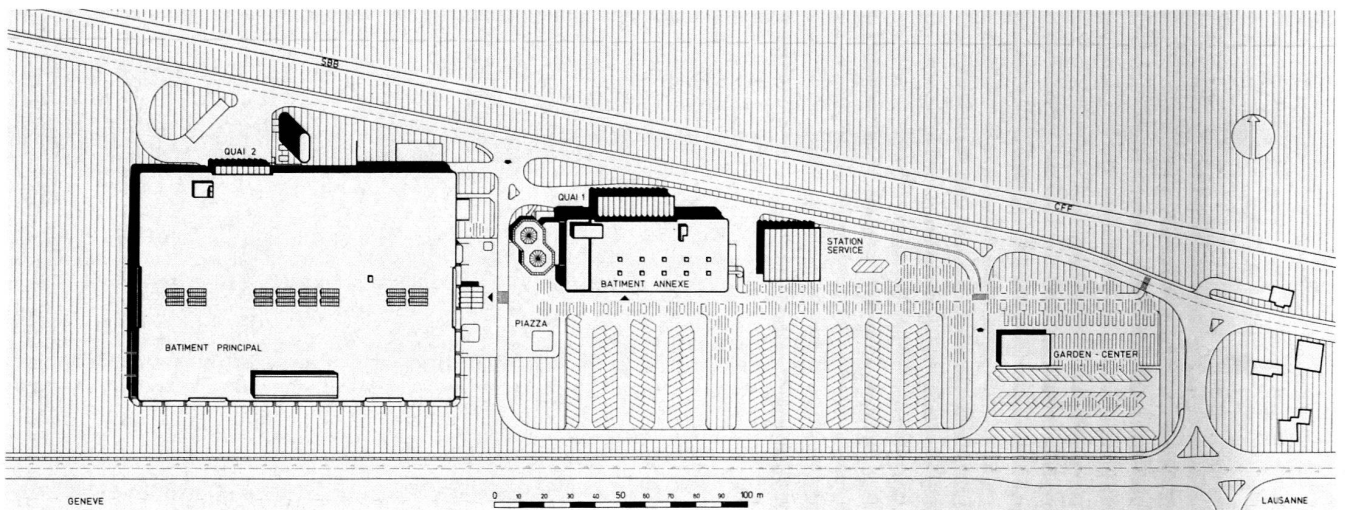 SBB
QUAI 2
QUAI 1
CFF
STATION
SERVICE
BATIMENT ANNEXE
PIAZZA
BATIMENT PRINCIPAL
GARDEN - CENTER
GENEVE
0 10 20 30 40 50 60 70 80 90 100 m
LAUSANNE